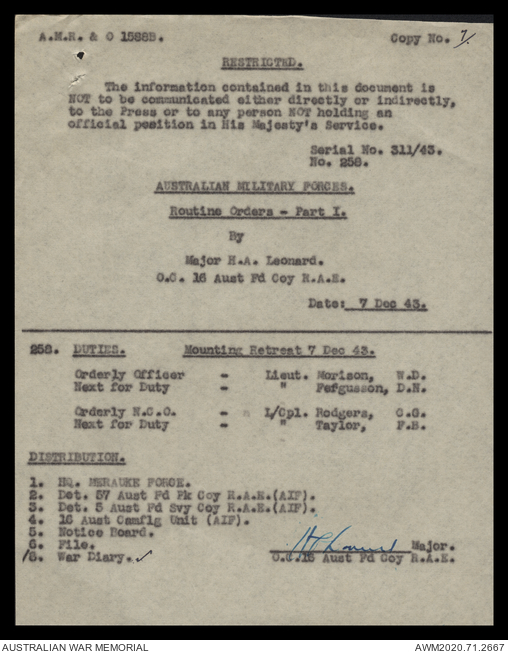 A.M.R. & O 1588B.
Copy No. 7/.
RESTRICTED.
The information contained in this document is
NOT to be communicated either directly or indirectly,
to the Press or to any person NOT holding an
official position in His Majesty's Service.
Serial No. 311/43.
No. 258.
AUSTRALIAN MILITARY FORCES.
Routine Orders - Part I.
By
Major H.A. Leonard.
O.C. 16 Aust Fd Coy R.A.E.
Date: 7 Dec 43.
258. DUTIES. Mounting Retreat 7 Dec 43.
Orderly Officer - Lieut. Morison, W.D.
Next for Duty - " Fefgusson, D.N.
Orderly N.C.O. - L/Cpl. Rodgers, C.G.
Next for Duty - " Taylor, F.B.
DISTRIBUTION.
1. HQ. MERAUKE FORCE.
2. Det. 57 Aust Fd Pk Coy R.A.E.(AIF).
3. Det. 5 Aust Fd Svy Coy R.A.E.(AIF).
4. 16 Aust Camflg Unit (AIF).
5. Notice Board.
6. File.
/8. War Diary. ✓
Major.
O.C.16 Aust Fd Coy R.A.E.
AUSTRALIAN WAR MEMORIAL
AWM2020.71.2667